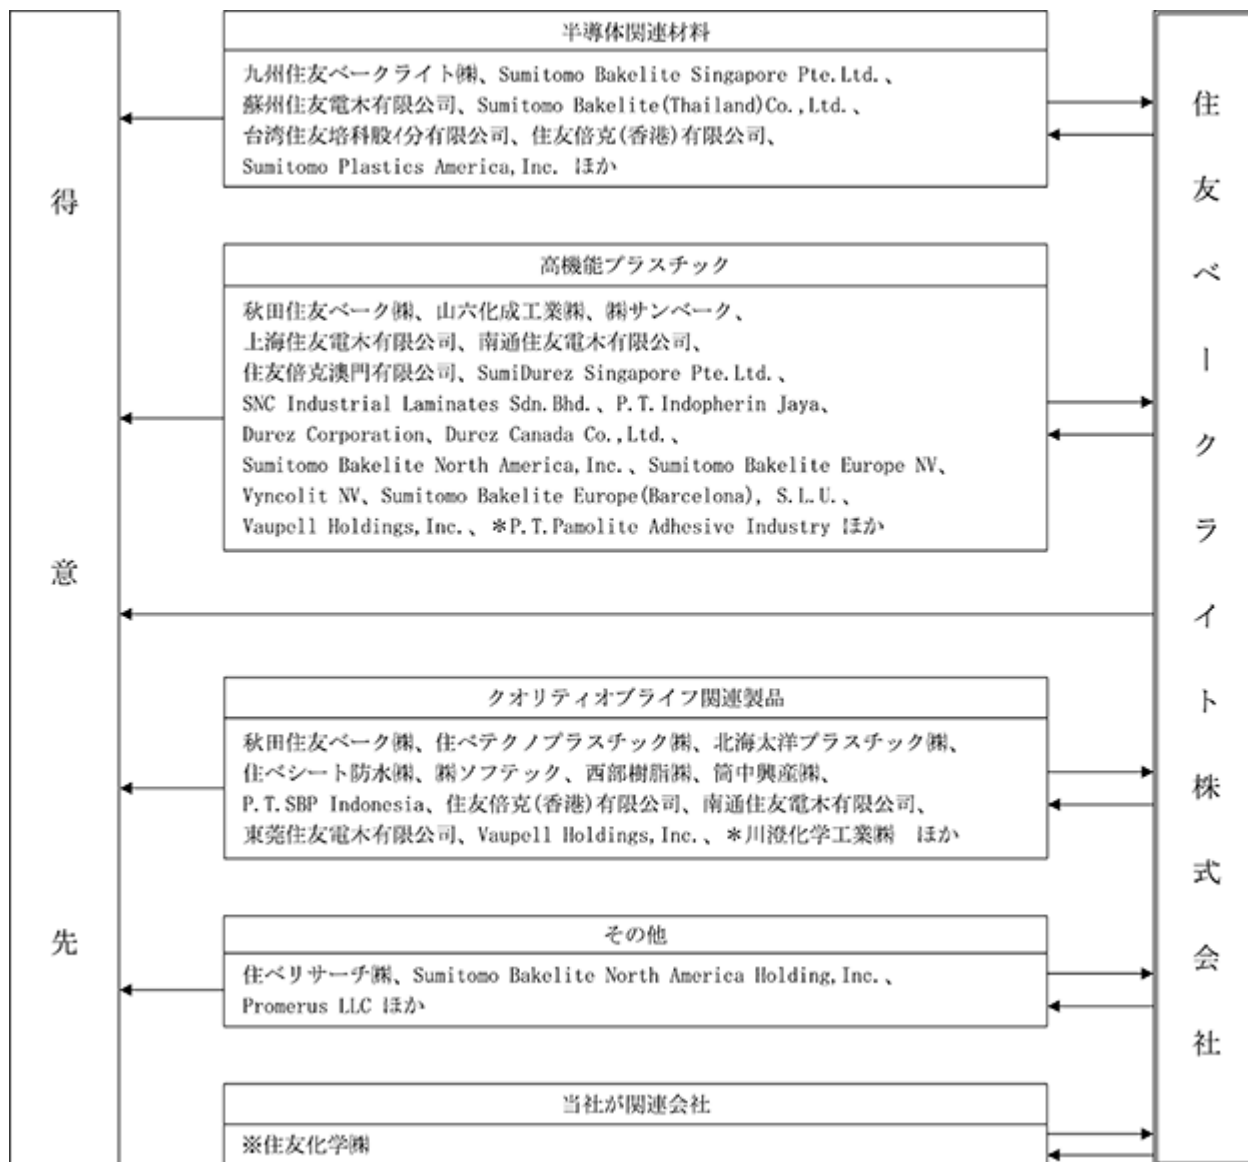 得意先
半導体関連材料
九州住友ベークライト㈱、Sumitomo Bakelite Singapore Pte.Ltd.、
蘇州住友電木有限公司、Sumitomo Bakelite(Thailand)Co.,Ltd.、
台湾住友培科股イ分有限公司、住友倍克(香港)有限公司、
Sumitomo Plastics America,Inc. ほか
高機能プラスチック
秋田住友ベーク㈱、山六化成工業㈱、㈱サンベーク、
上海住友電木有限公司、南通住友電木有限公司、
住友倍克澳門有限公司、SumiDurez Singapore Pte.Ltd.、
SNC Industrial Laminates Sdn.Bhd.、P.T.Indopherin Jaya、
Durez Corporation、Durez Canada Co.,Ltd.、
Sumitomo Bakelite North America,Inc.、Sumitomo Bakelite Europe NV、
Vyncolit NV、Sumitomo Bakelite Europe(Barcelona), S.L.U.、
Vaupell Holdings,Inc.、＊P.T.Pamolite Adhesive Industry ほか
クオリティオブライフ関連製品
秋田住友ベーク㈱、住ベテクノプラスチック㈱、北海太洋プラスチック㈱、
住ベシート防水㈱、㈱ソフテック、西部樹脂㈱、筒中興産㈱、
P.T.SBP Indonesia、住友倍克(香港)有限公司、南通住友電木有限公司、
東莞住友電木有限公司、Vaupell Holdings,Inc.、＊川澄化学工業㈱　ほか
その他
住ベリサーチ㈱、Sumitomo Bakelite North America Holding,Inc.、
Promerus LLC ほか
当社が関連会社
※住友化学㈱
住友ベークライト株式会社